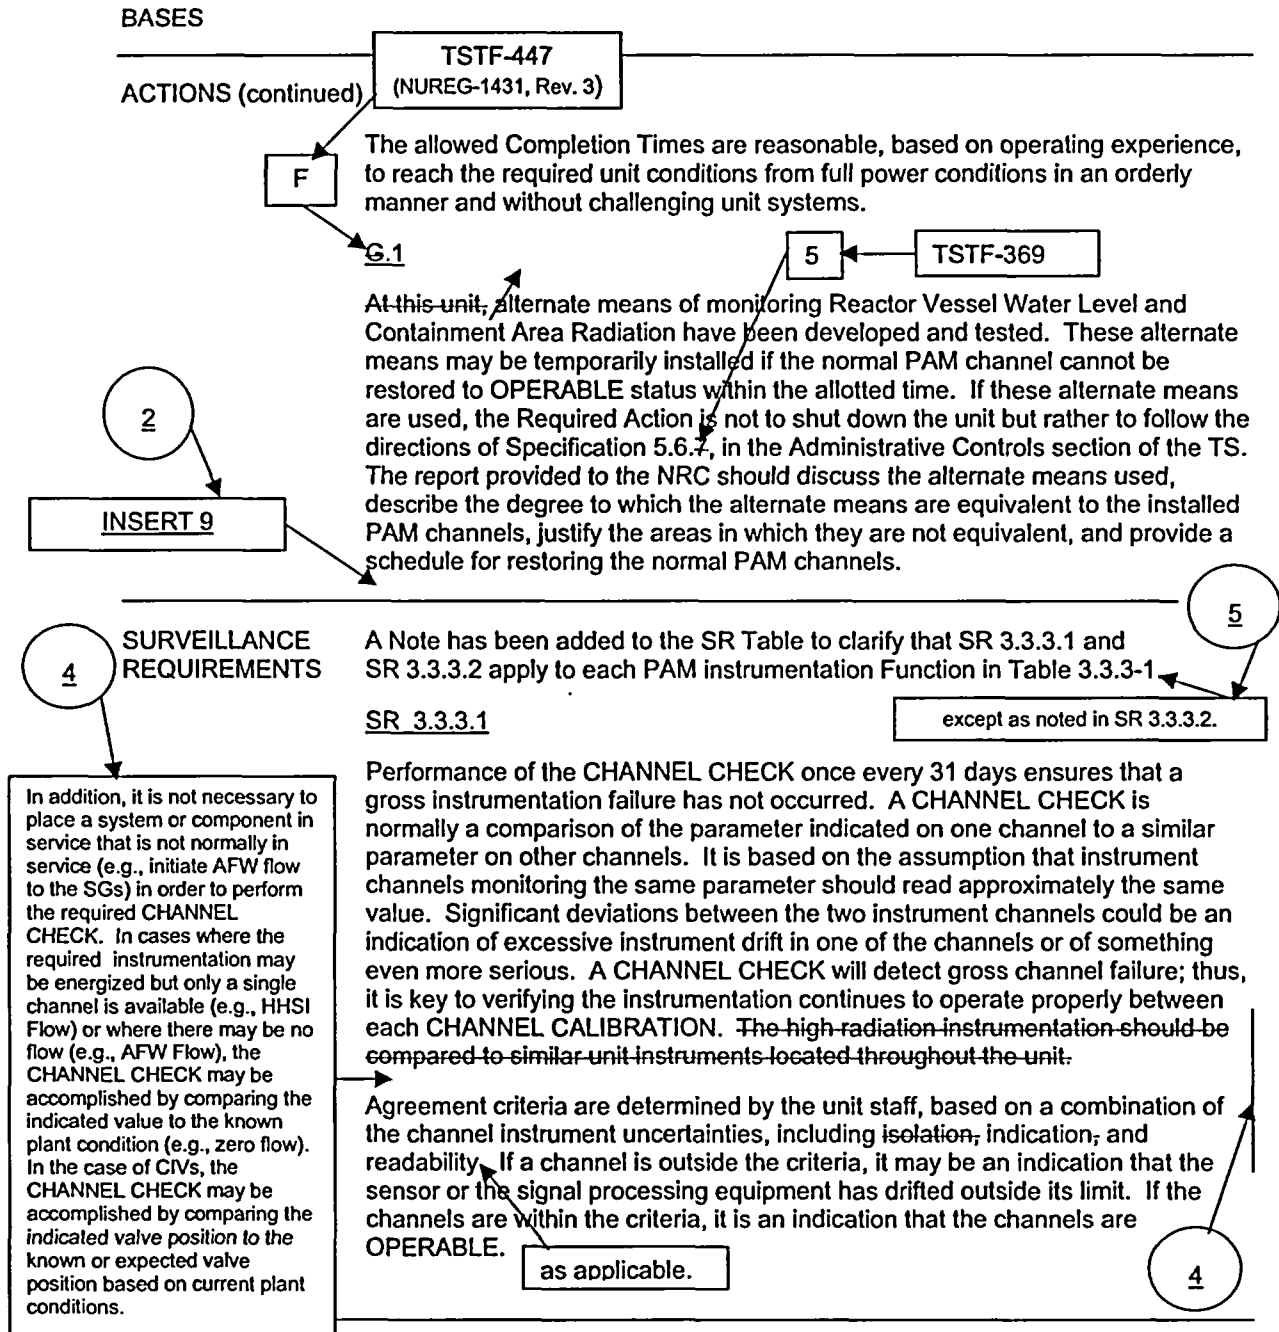 BASES
TSTF-447
(NUREG-1431, Rev. 3)
ACTIONS (continued)
F
The allowed Completion Times are reasonable, based on operating experience,
to reach the required unit conditions from full power conditions in an orderly
manner and without challenging unit systems.
G.1
5
TSTF-369
At this unit, alternate means of monitoring Reactor Vessel Water Level and
Containment Area Radiation have been developed and tested. These alternate
means may be temporarily installed if the normal PAM channel cannot be
restored to OPERABLE status within the allotted time. If these alternate means
are used, the Required Action is not to shut down the unit but rather to follow the
directions of Specification 5.6.7, in the Administrative Controls section of the TS.
The report provided to the NRC should discuss the alternate means used,
describe the degree to which the alternate means are equivalent to the installed
PAM channels, justify the areas in which they are not equivalent, and provide a
schedule for restoring the normal PAM channels.
2
INSERT 9
5
4
SURVEILLANCE
REQUIREMENTS
A Note has been added to the SR Table to clarify that SR 3.3.3.1 and
SR 3.3.3.2 apply to each PAM instrumentation Function in Table 3.3.3-1
except as noted in SR 3.3.3.2.
SR 3.3.3.1
Performance of the CHANNEL CHECK once every 31 days ensures that a
gross instrumentation failure has not occurred. A CHANNEL CHECK is
normally a comparison of the parameter indicated on one channel to a similar
parameter on other channels. It is based on the assumption that instrument
channels monitoring the same parameter should read approximately the same
value. Significant deviations between the two instrument channels could be an
indication of excessive instrument drift in one of the channels or of something
even more serious. A CHANNEL CHECK will detect gross channel failure; thus,
it is key to verifying the instrumentation continues to operate properly between
each CHANNEL CALIBRATION. The high radiation instrumentation should be
compared to similar unit instruments located throughout the unit.
In addition, it is not necessary to
place a system or component in
service that is not normally in
service (e.g., initiate AFW flow
to the SGs) in order to perform
the required CHANNEL
CHECK. In cases where the
required instrumentation may
be energized but only a single
channel is available (e.g., HHSI
Flow) or where there may be no
flow (e.g., AFW Flow), the
CHANNEL CHECK may be
accomplished by comparing the
indicated value to the known
plant condition (e.g., zero flow).
In the case of CIVs, the
CHANNEL CHECK may be
accomplished by comparing the
indicated valve position to the
known or expected valve
position based on current plant
conditions.
Agreement criteria are determined by the unit staff, based on a combination of
the channel instrument uncertainties, including isolation, indication, and
readability. If a channel is outside the criteria, it may be an indication that the
sensor or the signal processing equipment has drifted outside its limit. If the
channels are within the criteria, it is an indication that the channels are
OPERABLE.
as applicable.
4